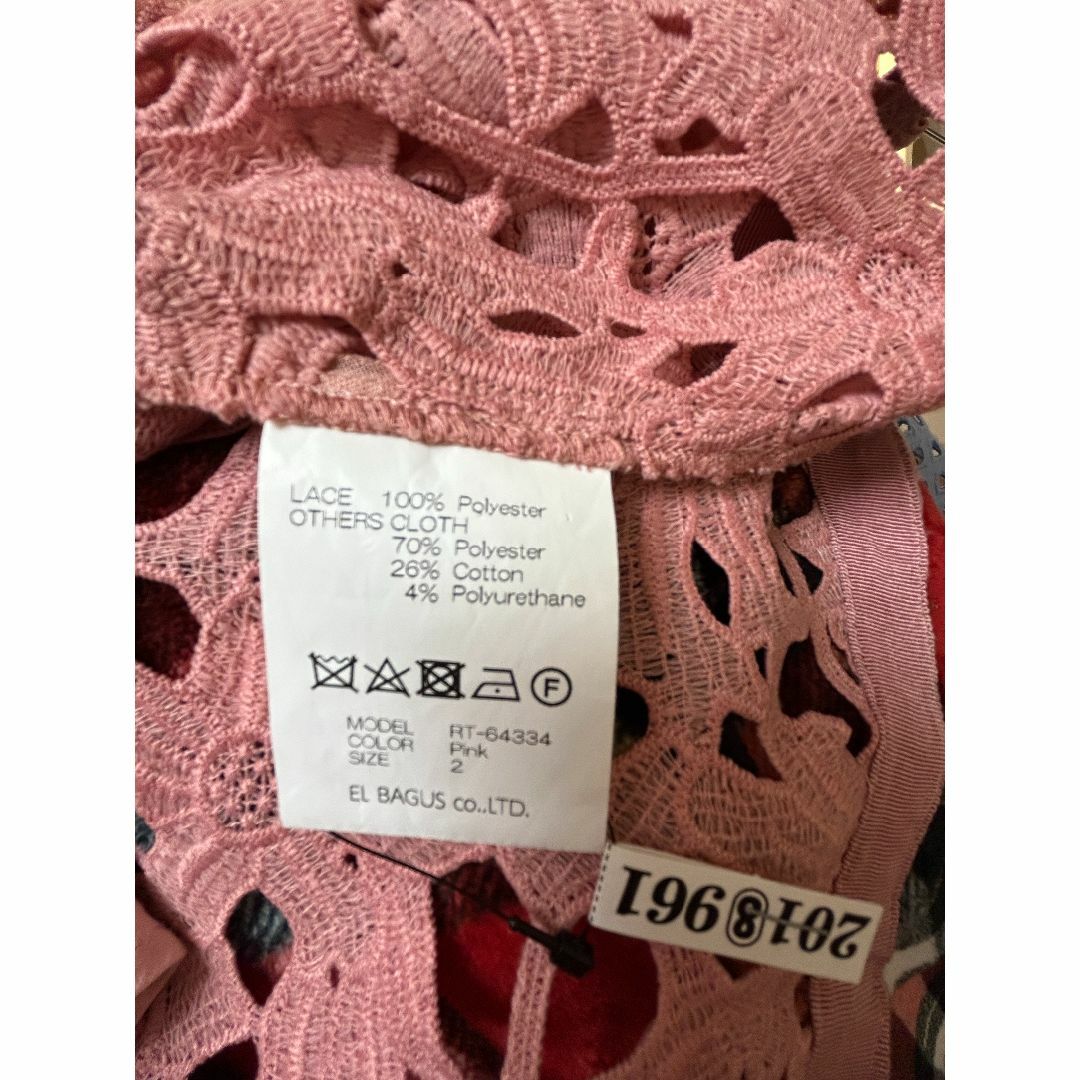 LACE 100% Polyester
OTHERS CLOTH
70% Polyester
26% Cotton
4% Polyurethane
F
MODEL RT-64334
COLOR Pink
SIZE 2
EL BAGUS co.,LTD.
2018961